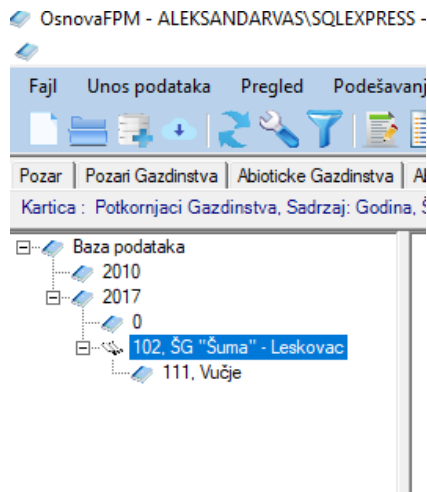 OsnovaFPM - ALEKSANDARVAS\SQLEXPRESS -
Fajl Unos podataka Pregled
Pozar Pozari Gazdinstva Abioticke Gazdinstva
Kartica : Potkornjaci Gazdinstva, Sadrzaj: Godina,
Baza podataka
2010
2017
0
102, ŠG "Šuma" - Leskovac
111, Vučje